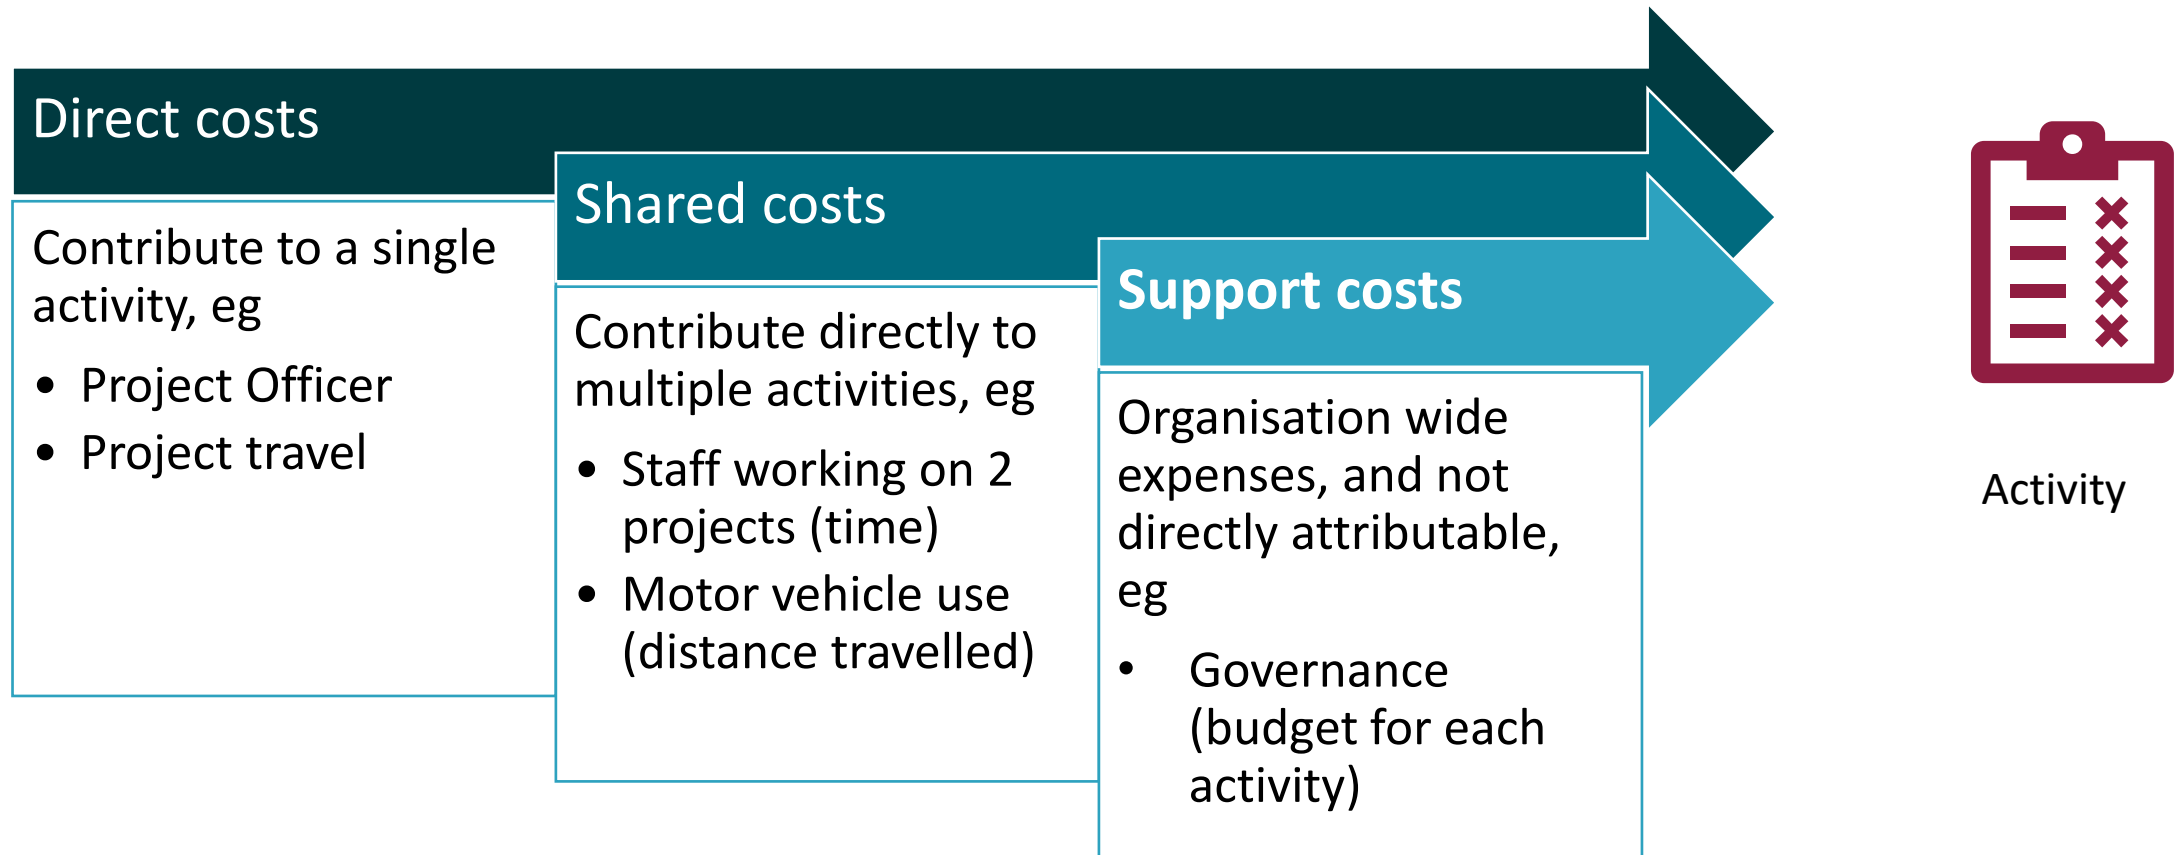 Direct costs
Contribute to a single
activity, eg
• Project Officer
• Project travel
Shared costs
Contribute directly to
multiple activities, eg
• Staff working on 2
projects (time)
• Motor vehicle use
(distance travelled)
Support costs
Organisation wide
expenses, and not
directly attributable,
eg
• Governance
(budget for each
activity)
Activity